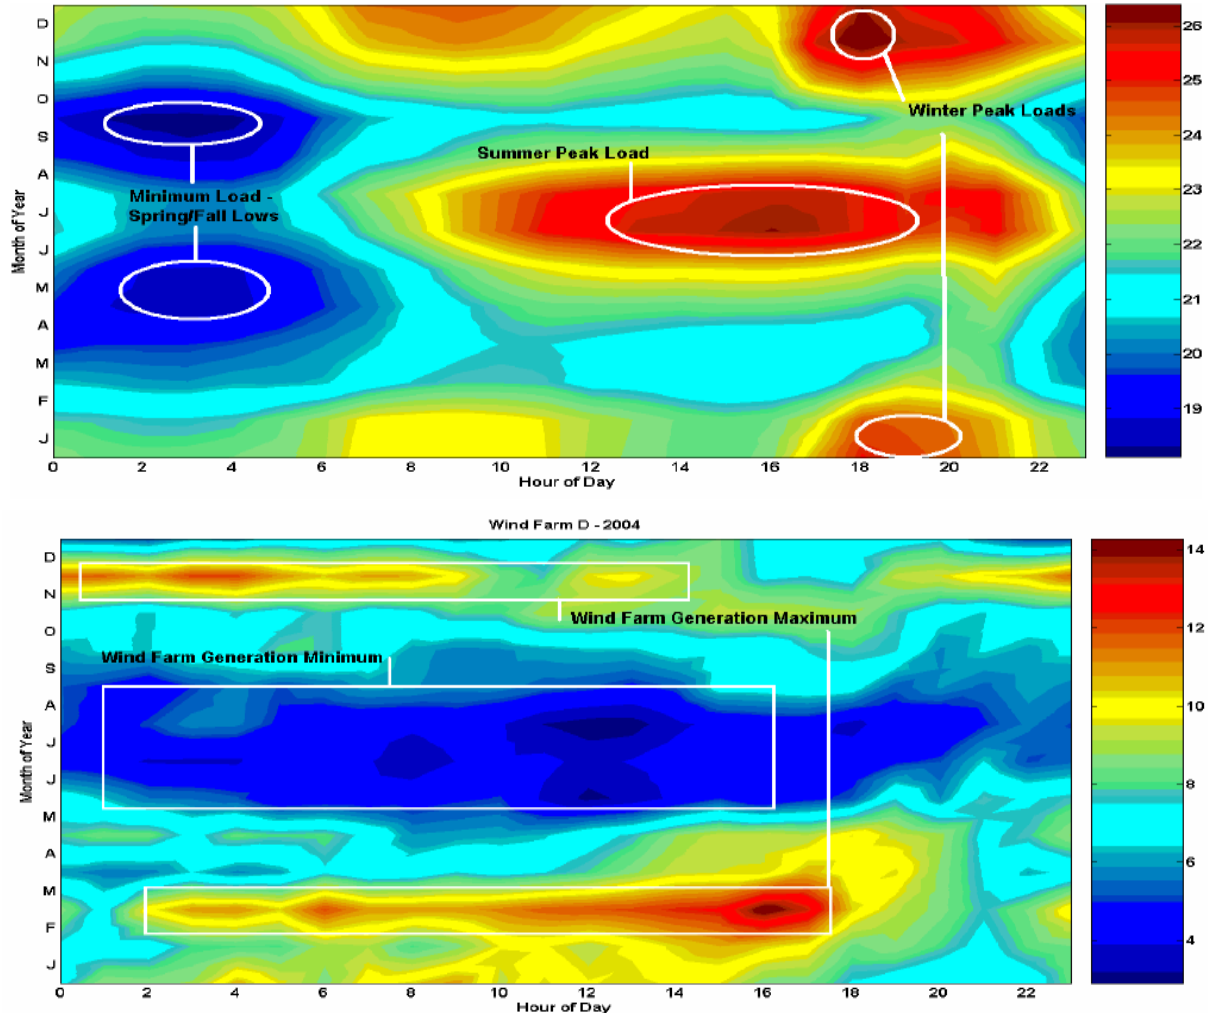 D
N
O
S
A
J
J
M
A
M
F
J
Month of Year
Winter Peak Loads
Summer Peak Load
Minimum Load -
Spring/Fall Lows
0 2 4 6 8 10 12 14 16 18 20 22
Hour of Day
26
25
24
23
22
21
20
19
Wind Farm D - 2004
D
N
O
S
A
J
J
M
A
M
F
J
Month of Year
Wind Farm Generation Maximum
Wind Farm Generation Minimum
0 2 4 6 8 10 12 14 16 18 20 22
Hour of Day
14
12
10
8
6
4